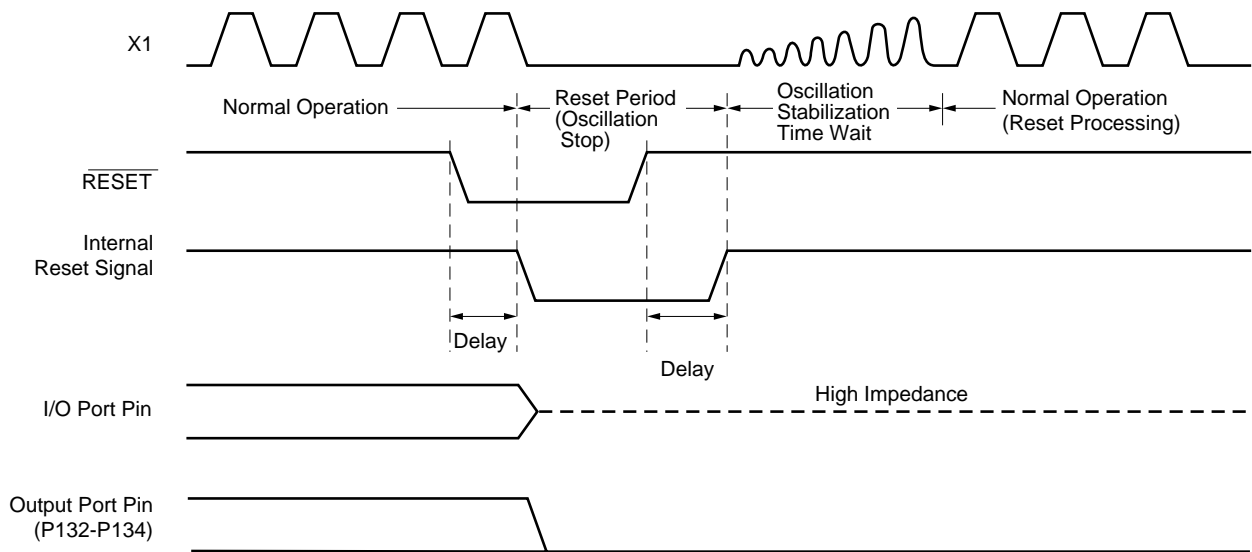 X1
Normal Operation
Reset Period
(Oscillation
Stop)
Oscillation
Stabilization
Time Wait
Normal Operation
(Reset Processing)
RESET
Internal
Reset Signal
Delay
Delay
I/O Port Pin
High Impedance
Output Port Pin
(P132-P134)